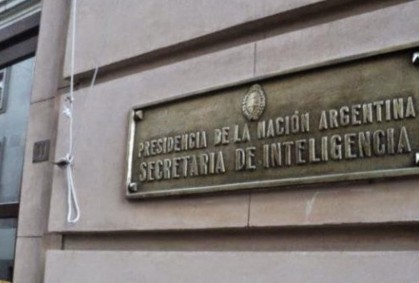 PRESIDENCIA DE LA NACIÓN ARGENTINA
SECRETARIA DE INTELIGENCIA